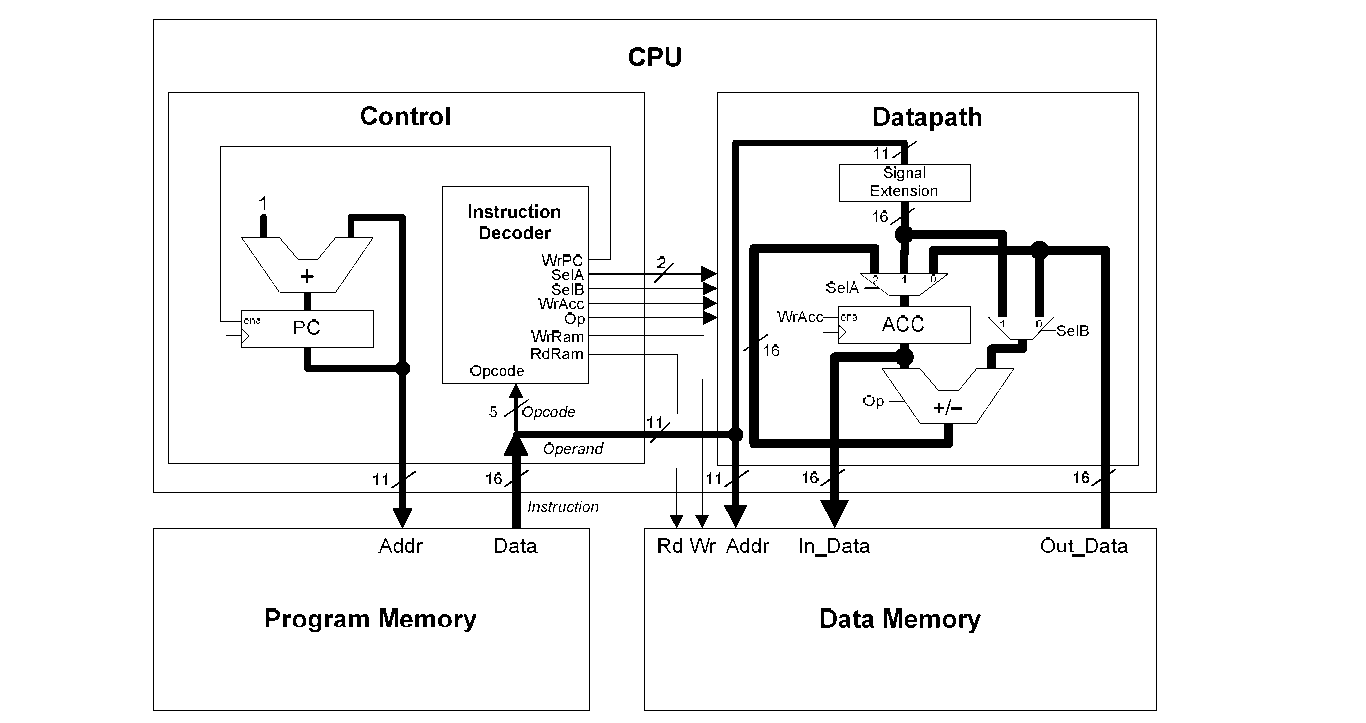 CPU
Control
Datapath
1
+
ena
PC
Instruction
Decoder
WrPC
SelA
SelB
WrAcc
Op
WrRam
RdRam
Opcode
2
5
Opcode
11
Operand
11
16
Instruction
11
Signal
Extension
16
2 1 0
SelA
WrAcc
ena
ACC
1 0
SelB
16
Op
+/−
11
16
16
Addr
Data
Program Memory
Rd Wr Addr
In_Data
Out_Data
Data Memory